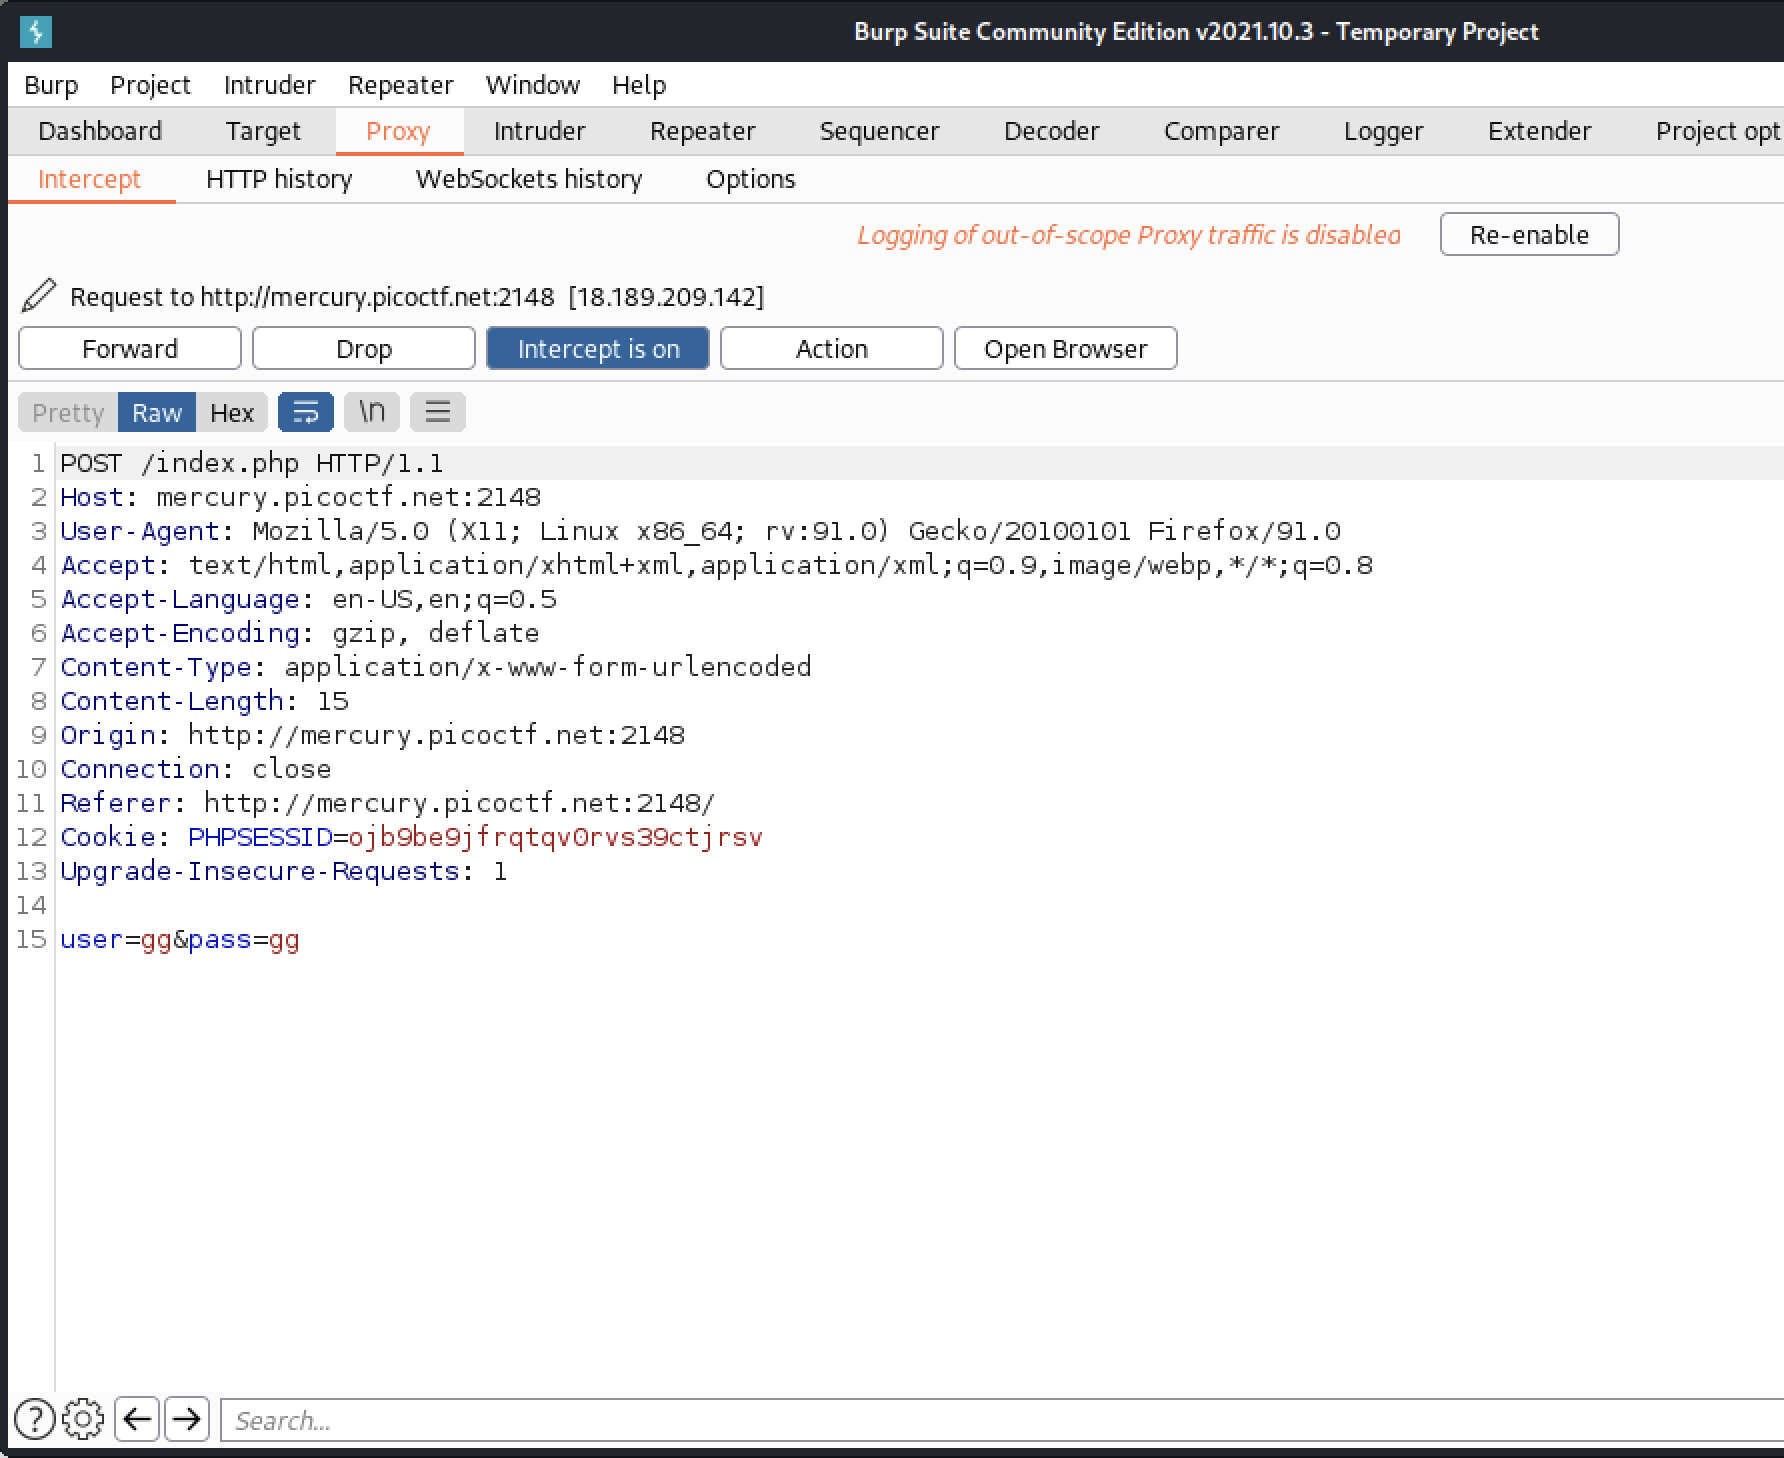 Burp Suite Community Edition v2021.10.3 - Temporary Project
Burp Project Intruder Repeater Window Help
Dashboard Target Proxy Intruder Repeater Sequencer Decoder Comparer Logger Extender Project opt
Intercept HTTP history WebSockets history Options
Logging of out-of-scope Proxy traffic is disabled Re-enable
Request to http://mercury.picoctf.net:2148 [18.189.209.142]
Forward Drop Intercept is on Action Open Browser
Pretty Raw Hex \n
1 POST /index.php HTTP/1.1
2 Host: mercury.picoctf.net:2148
3 User-Agent: Mozilla/5.0 (X11; Linux x86_64; rv:91.0) Gecko/20100101 Firefox/91.0
4 Accept: text/html,application/xhtml+xml,application/xml;q=0.9,image/webp,*/*;q=0.8
5 Accept-Language: en-US,en;q=0.5
6 Accept-Encoding: gzip, deflate
7 Content-Type: application/x-www-form-urlencoded
8 Content-Length: 15
9 Origin: http://mercury.picoctf.net:2148
10 Connection: close
11 Referer: http://mercury.picoctf.net:2148/
12 Cookie: PHPSESSID=ojb9be9jfrqtqv0rvs39ctjrsv
13 Upgrade-Insecure-Requests: 1
14
15 user=gg&pass=gg
? Search...